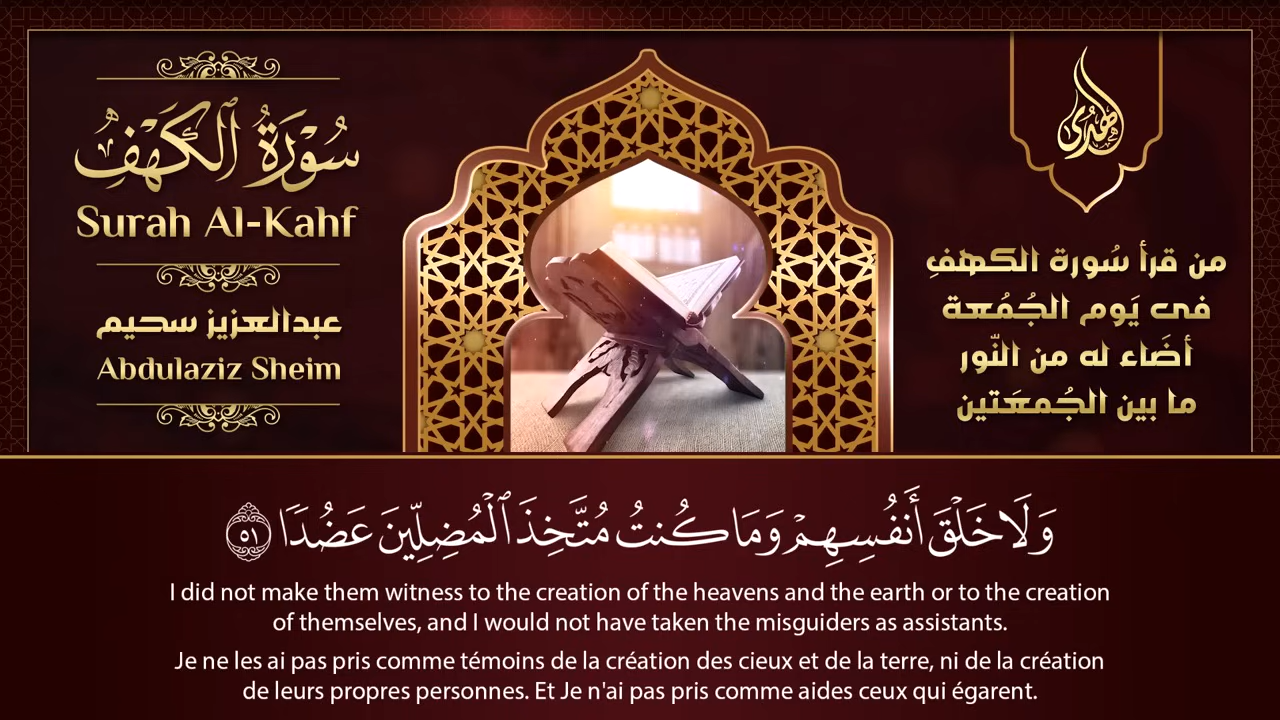 سُورَةُ ٱلْكَهْفِ
Surah Al-Kahf
عبدالعزيز سحيم
Abdulaziz Sheim
الهدى
من قرأ سُورة الكهفِ
فى يَوم الجُمُعة
أضَاء له من النّور
ما بين الجُمعَتين
وَلَا خَلْقَ أَنفُسِهِمْ وَمَا كُنتُ مُتَّخِذَ ٱلْمُضِلِّينَ عَضُدًا ٥١
I did not make them witness to the creation of the heavens and the earth or to the creation
of themselves, and I would not have taken the misguiders as assistants.
Je ne les ai pas pris comme témoins de la création des cieux et de la terre, ni de la création
de leurs propres personnes. Et Je n'ai pas pris comme aides ceux qui égarent.